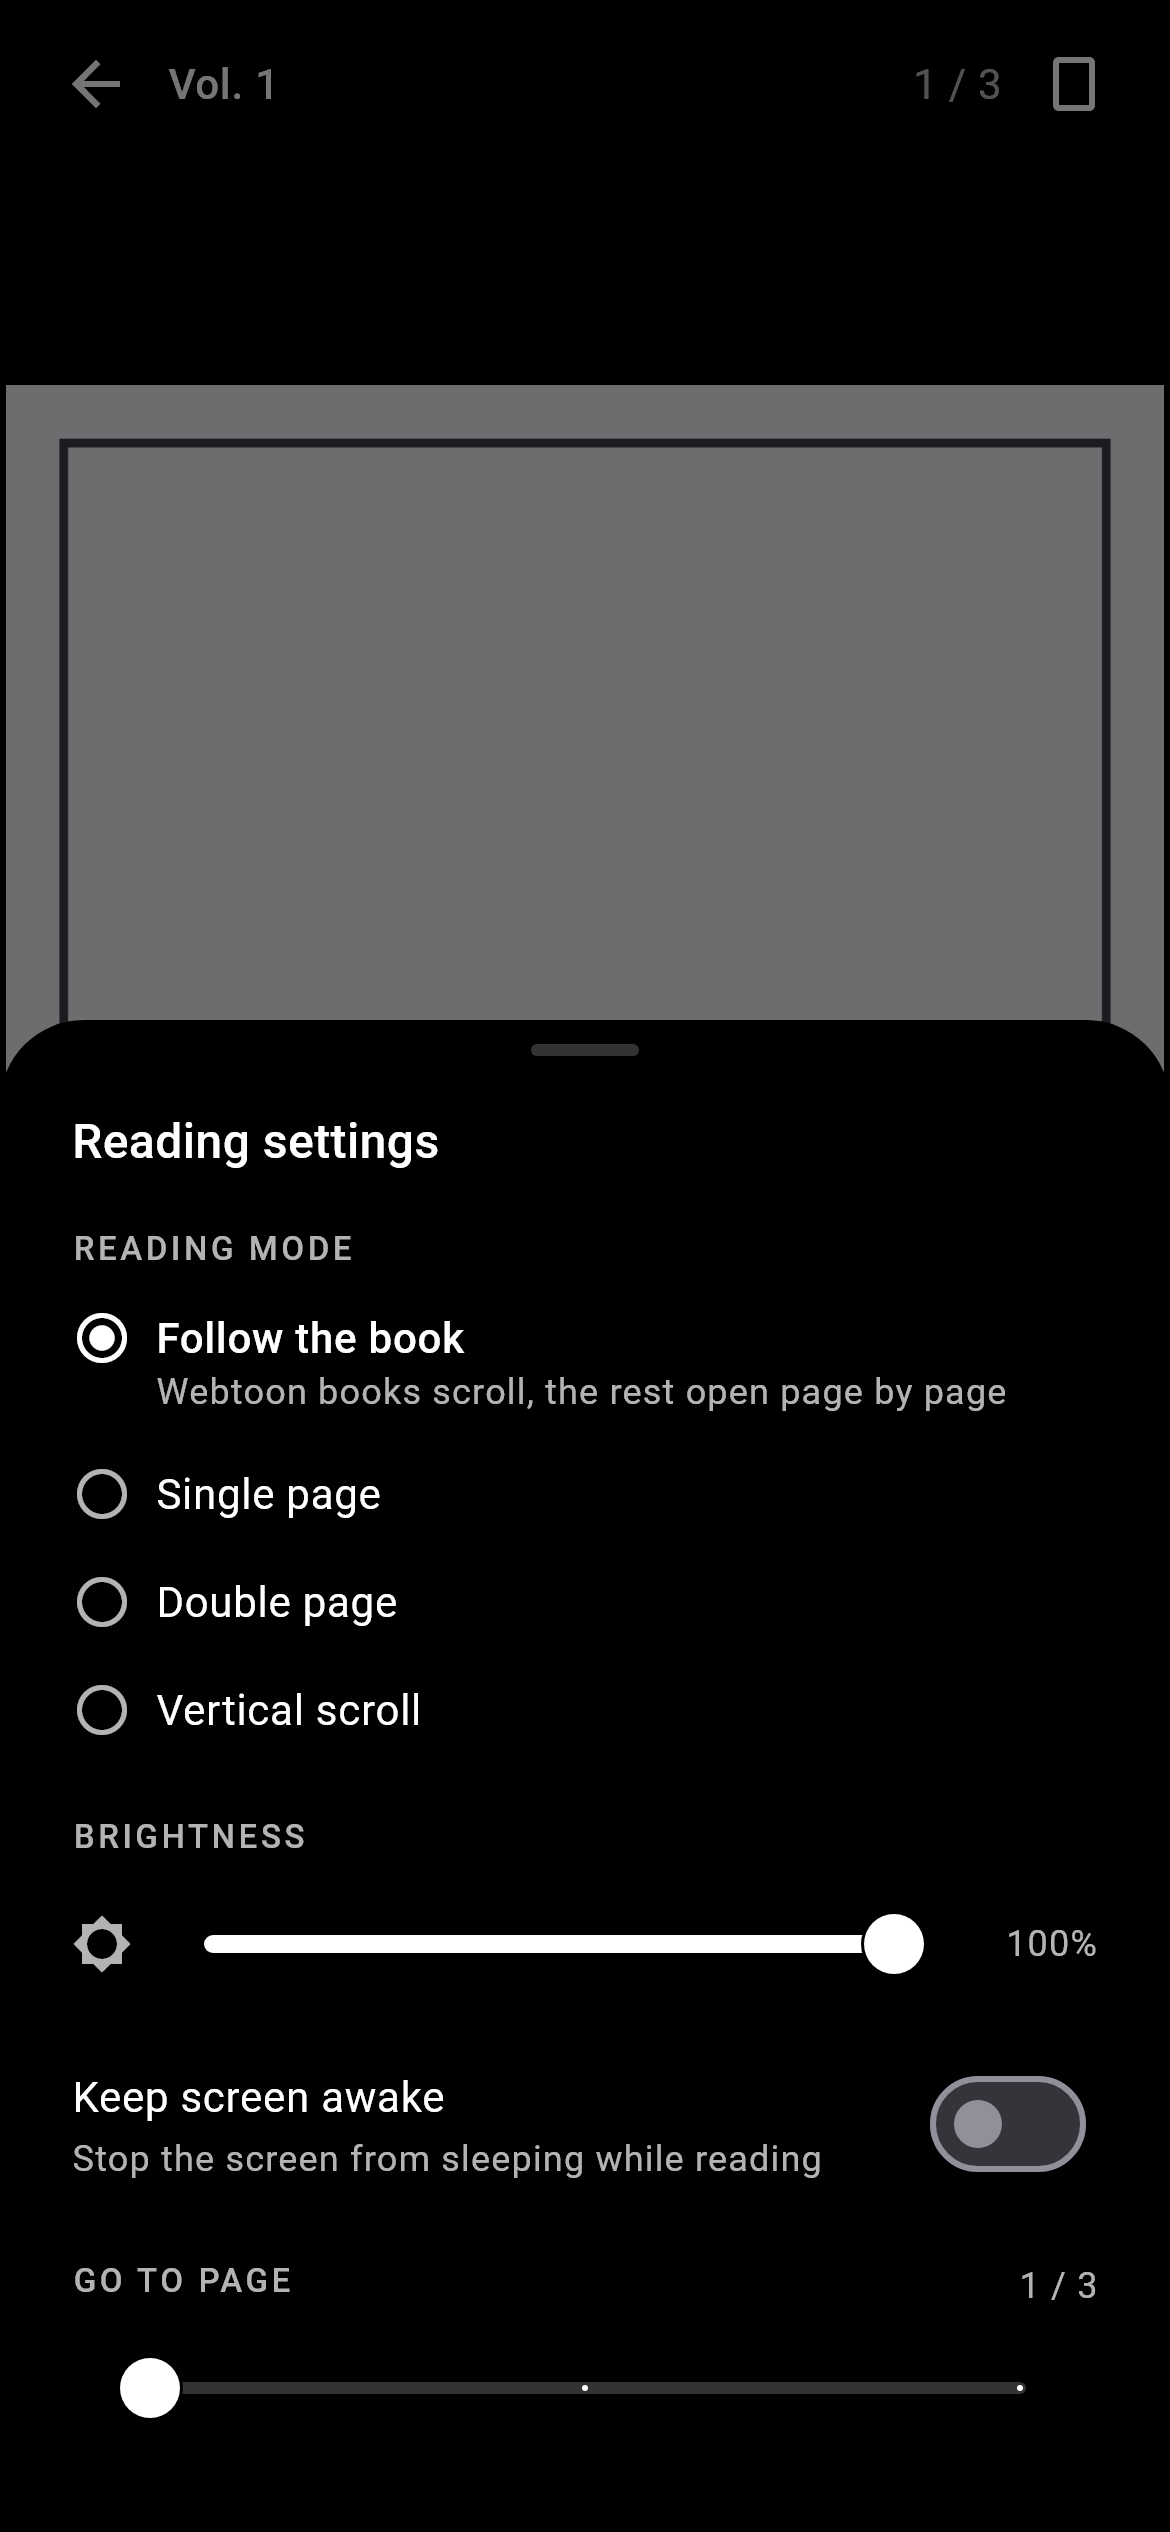 Vol. 1
1 / 3
Reading settings
READING MODE
Follow the book
Webtoon books scroll, the rest open page by page
Single page
Double page
Vertical scroll
BRIGHTNESS
100%
Keep screen awake
Stop the screen from sleeping while reading
GO TO PAGE
1 / 3